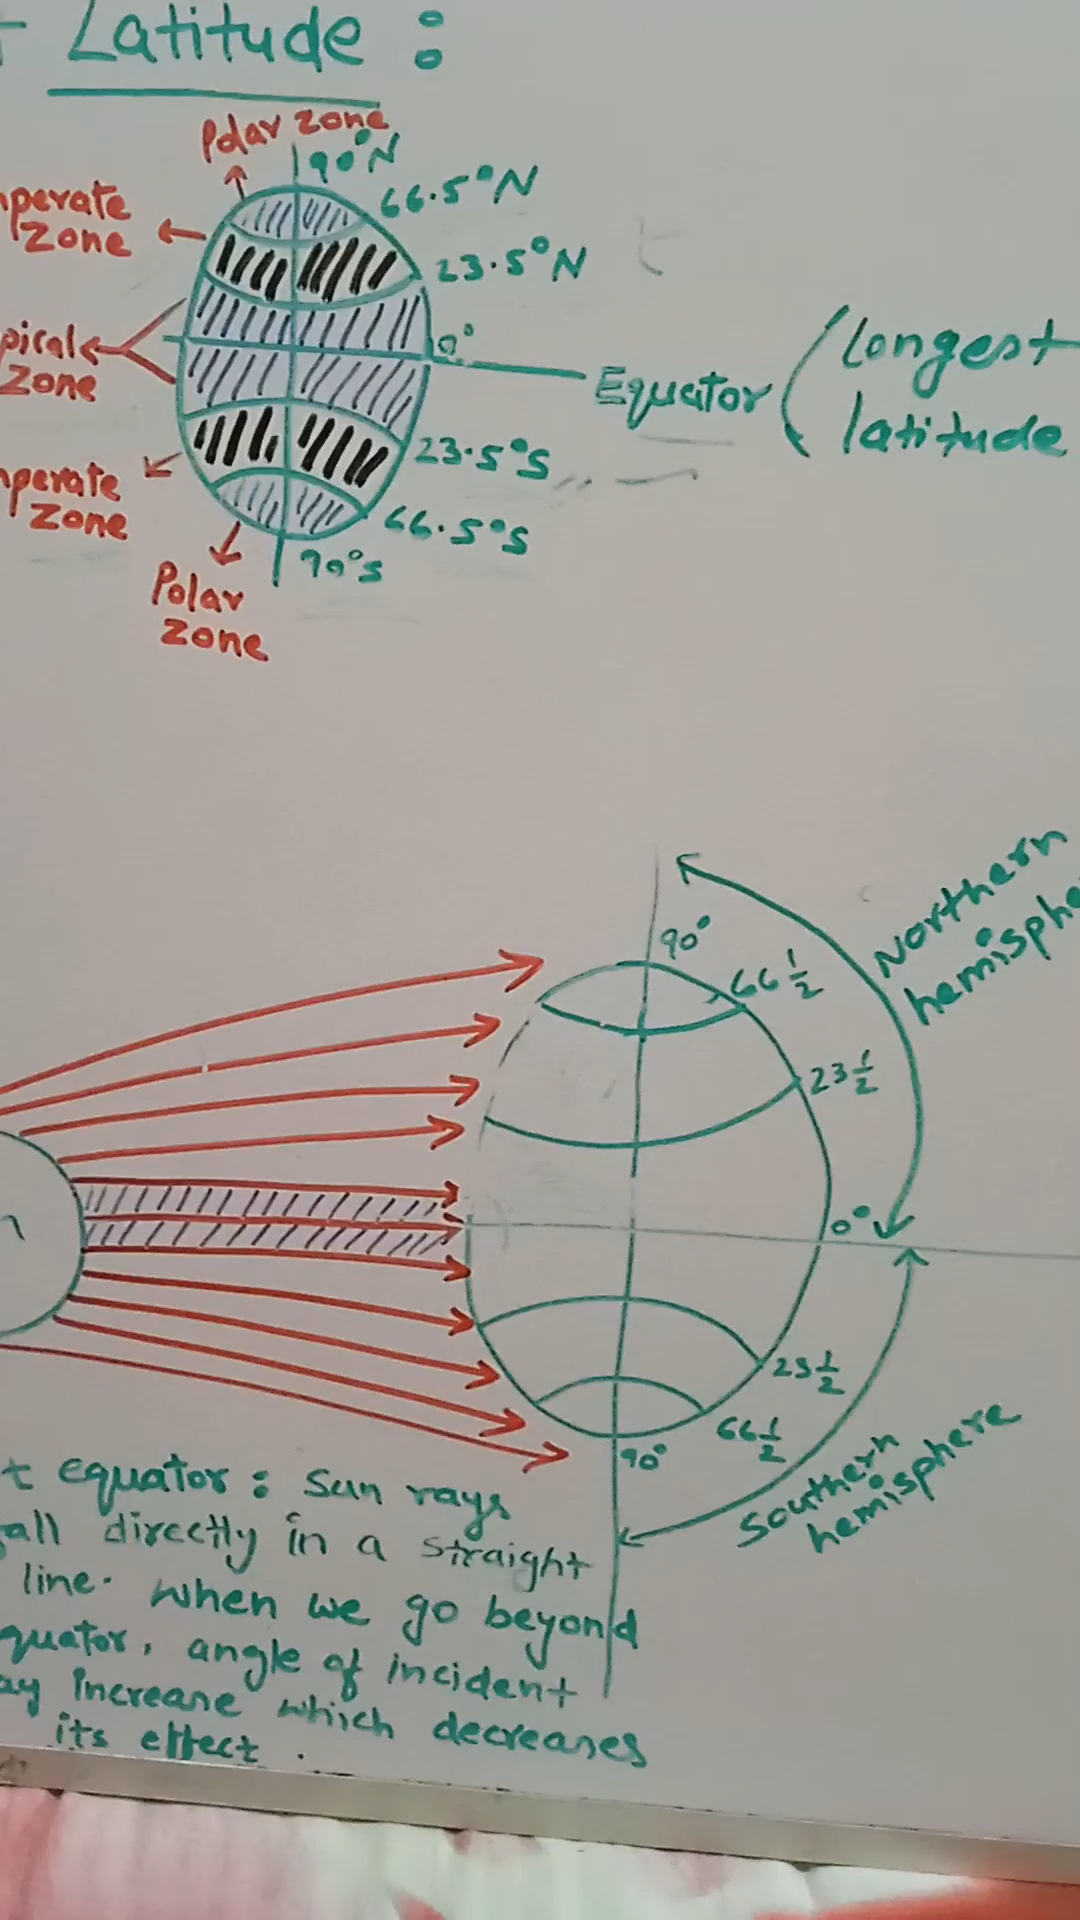 Latitude :
Polar zone
90°N
66.5°N
perate
zone
23.5°N
0°
pical
zone
Equator
(Longest
latitude
23.5°S
perate
zone
66.5°S
90°S
Polar
zone
Northern
hemisphe
90°
66 1/2
23 1/2
0°
n
23 1/2
66 1/2
90°
Southern
hemisphere
t equator : Sun rays
all directly in a straight
line. when we go beyond
quator, angle of incident
ay increase which decreases
its effect .